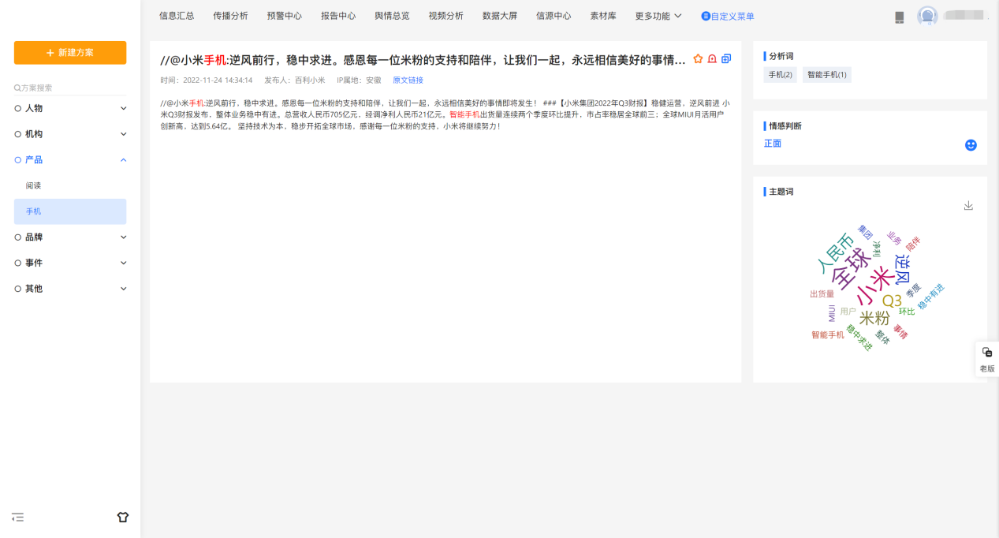 信息汇总 传播分析 预警中心 报告中心 舆情总览 视频分析 数据大屏 信源中心 素材库 更多功能 自定义菜单
新建方案
方案搜索
人物
机构
产品
阅读
手机
品牌
事件
其他
//@小米手机:逆风前行，稳中求进。感恩每一位米粉的支持和陪伴，让我们一起，永远相信美好的事情...
时间：2022-11-24 14:34:14 发布人：百利小米 IP属地：安徽 原文链接
//@小米手机:逆风前行，稳中求进。感恩每一位米粉的支持和陪伴，让我们一起，永远相信美好的事情即将发生！ ###【小米集团2022年Q3财报】稳健运营，逆风前进 小
米Q3财报发布，整体业务稳中有进。总营收人民币705亿元，经调净利人民币21亿元。智能手机出货量连续两个季度环比提升，市占率稳居全球前三；全球MIUI月活用户
创新高，达到5.64亿。 坚持技术为本，稳步开拓全球市场，感谢每一位米粉的支持，小米将继续努力！
分析词
手机(2) 智能手机(1)
情感判断
正面
主题词
集团
业务
陪伴
人民币
净利
全球
逆风
小米
季度
稳中有进
出货量
Q3
MIUI
用户
环比
米粉
智能手机
稳中求进
整体
事情
老版